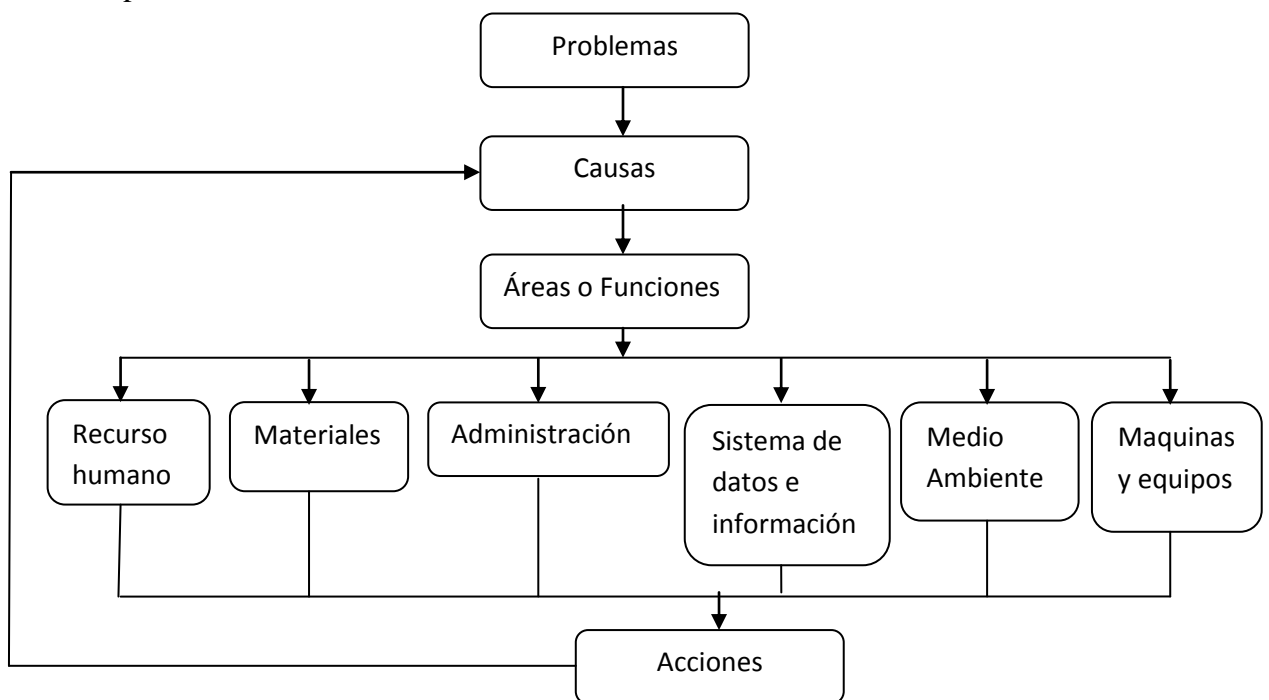 Problemas
Causas
Áreas o Funciones
Recurso
humano
Materiales
Administración
Sistema de
datos e
información
Medio
Ambiente
Maquinas
y equipos
Acciones